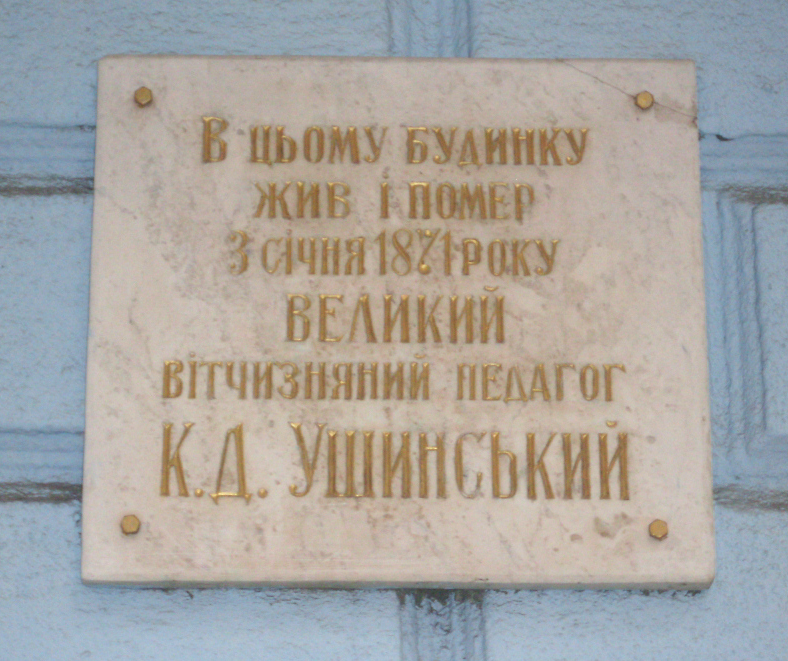 В цьому будинку
жив і помер
3 січня 1871 року
великий
вітчизняний педагог
К.Д. Ушинський